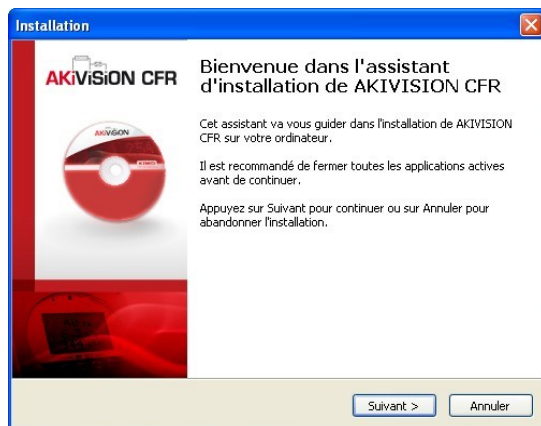 Installation
AKiViSiON CFR
AKIVISION
Bienvenue dans l'assistant
d'installation de AKIVISION CFR
Cet assistant va vous guider dans l'installation de AKIVISION
CFR sur votre ordinateur.
Il est recommandé de fermer toutes les applications actives
avant de continuer.
Appuyez sur Suivant pour continuer ou sur Annuler pour
abandonner l'installation.
Suivant >
Annuler